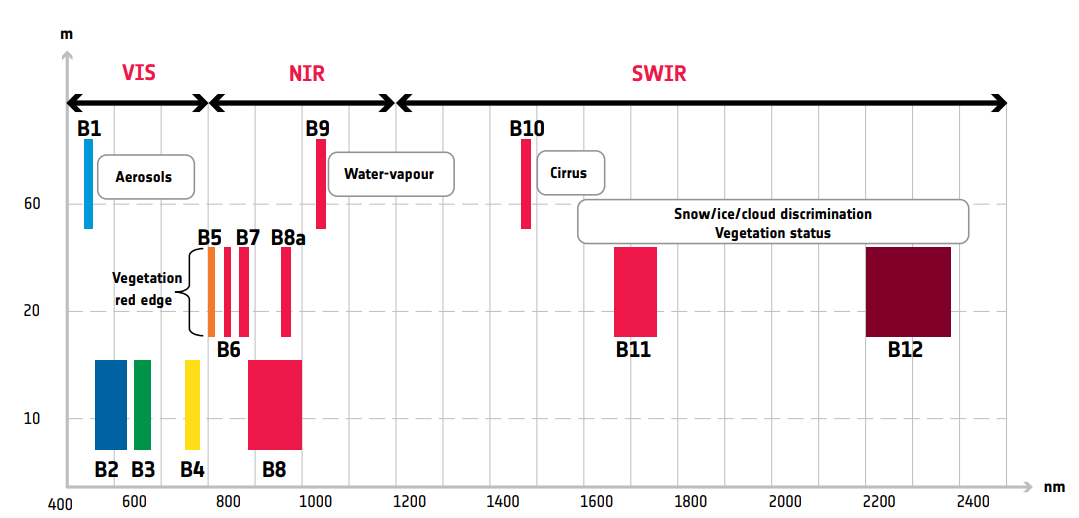 m
VIS NIR SWIR
B1 B9 B10
Aerosols Water-vapour Cirrus
60
Snow/ice/cloud discrimination
Vegetation status
B5 B7 B8a
Vegetation
red edge
20
B6 B11 B12
10
B2 B3 B4 B8
400 600 800 1000 1200 1400 1600 1800 2000 2200 2400 nm